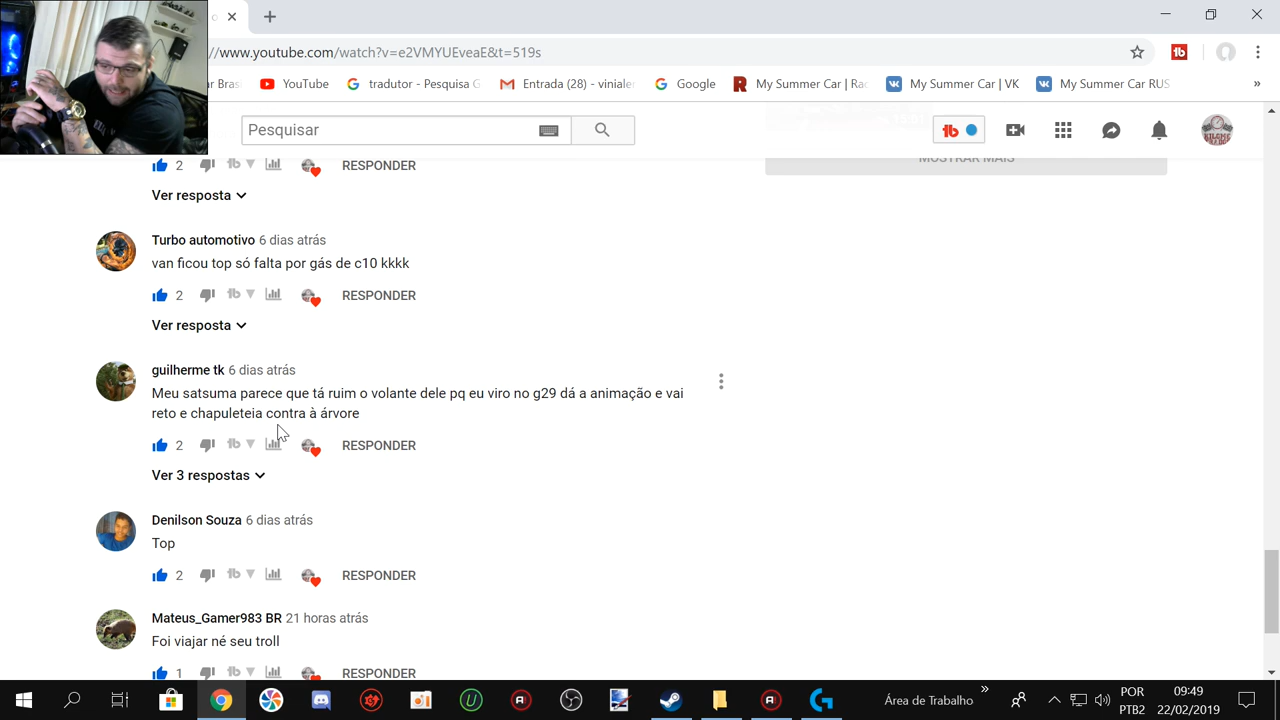 //www.youtube.com/watch?v=e2VMYUEveaE&t=519s
ar Bras
YouTube
tradutor - Pesquisa G
Entrada (28) - viniale
Google
My Summer Car | Rac
My Summer Car | VK
My Summer Car RUS
»
Pesquisar
MOSTRAR MAIS
2
RESPONDER
Ver resposta
Turbo automotivo 6 dias atrás
van ficou top só falta por gás de c10 kkkk
2
RESPONDER
Ver resposta
guilherme tk 6 dias atrás
Meu satsuma parece que tá ruim o volante dele pq eu viro no g29 dá a animação e vai
reto e chapuleteia contra à árvore
2
RESPONDER
Ver 3 respostas
Denilson Souza 6 dias atrás
Top
2
RESPONDER
Mateus_Gamer983 BR 21 horas atrás
Foi viajar né seu troll
1
RESPONDER
Área de Trabalho
»
POR
PTB2
09:49
22/02/2019